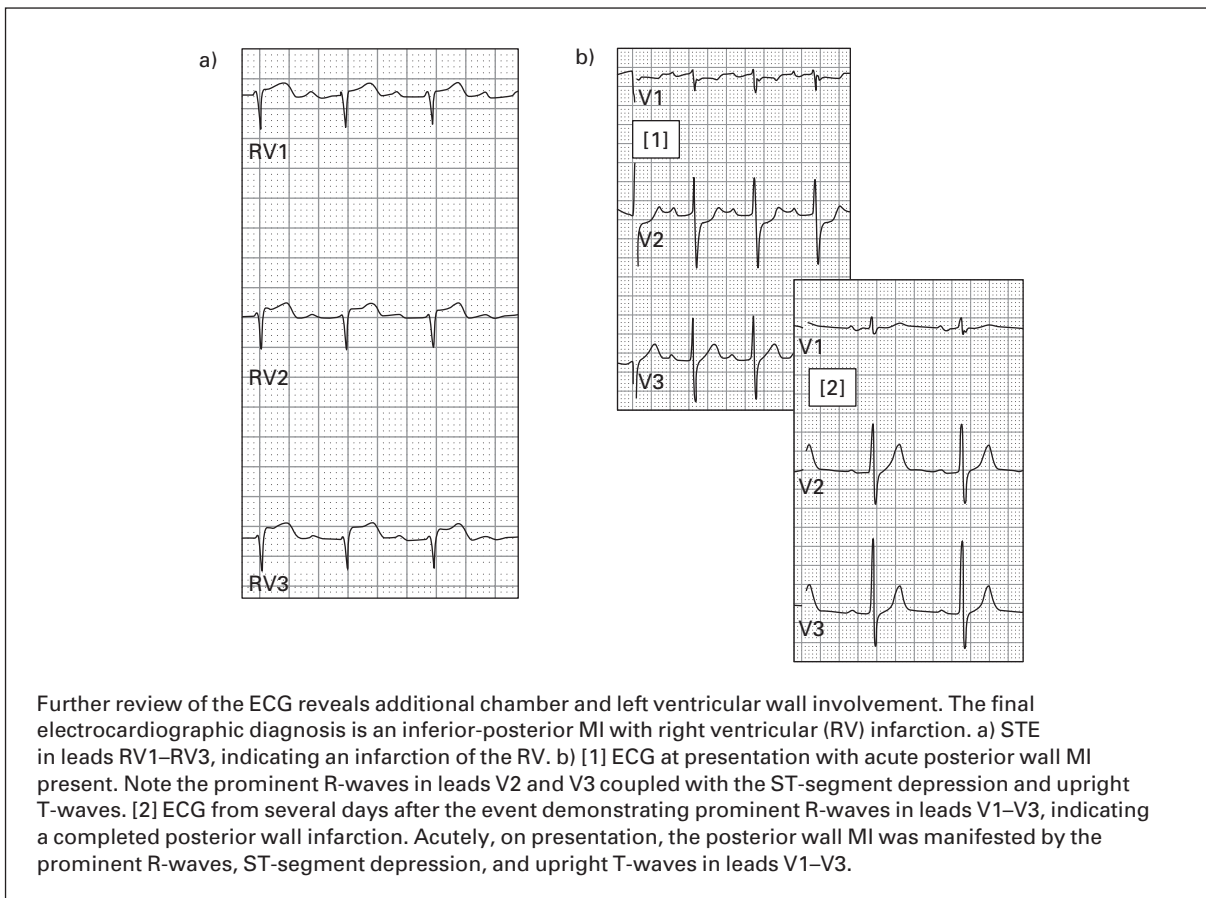 a)
RV1
RV2
RV3
b)
V1
[1]
V2
V3
V1
[2]
V2
V3
Further review of the ECG reveals additional chamber and left ventricular wall involvement. The final
electrocardiographic diagnosis is an inferior-posterior MI with right ventricular (RV) infarction. a) STE
in leads RV1–RV3, indicating an infarction of the RV. b) [1] ECG at presentation with acute posterior wall MI
present. Note the prominent R-waves in leads V2 and V3 coupled with the ST-segment depression and upright
T-waves. [2] ECG from several days after the event demonstrating prominent R-waves in leads V1–V3, indicating
a completed posterior wall infarction. Acutely, on presentation, the posterior wall MI was manifested by the
prominent R-waves, ST-segment depression, and upright T-waves in leads V1–V3.